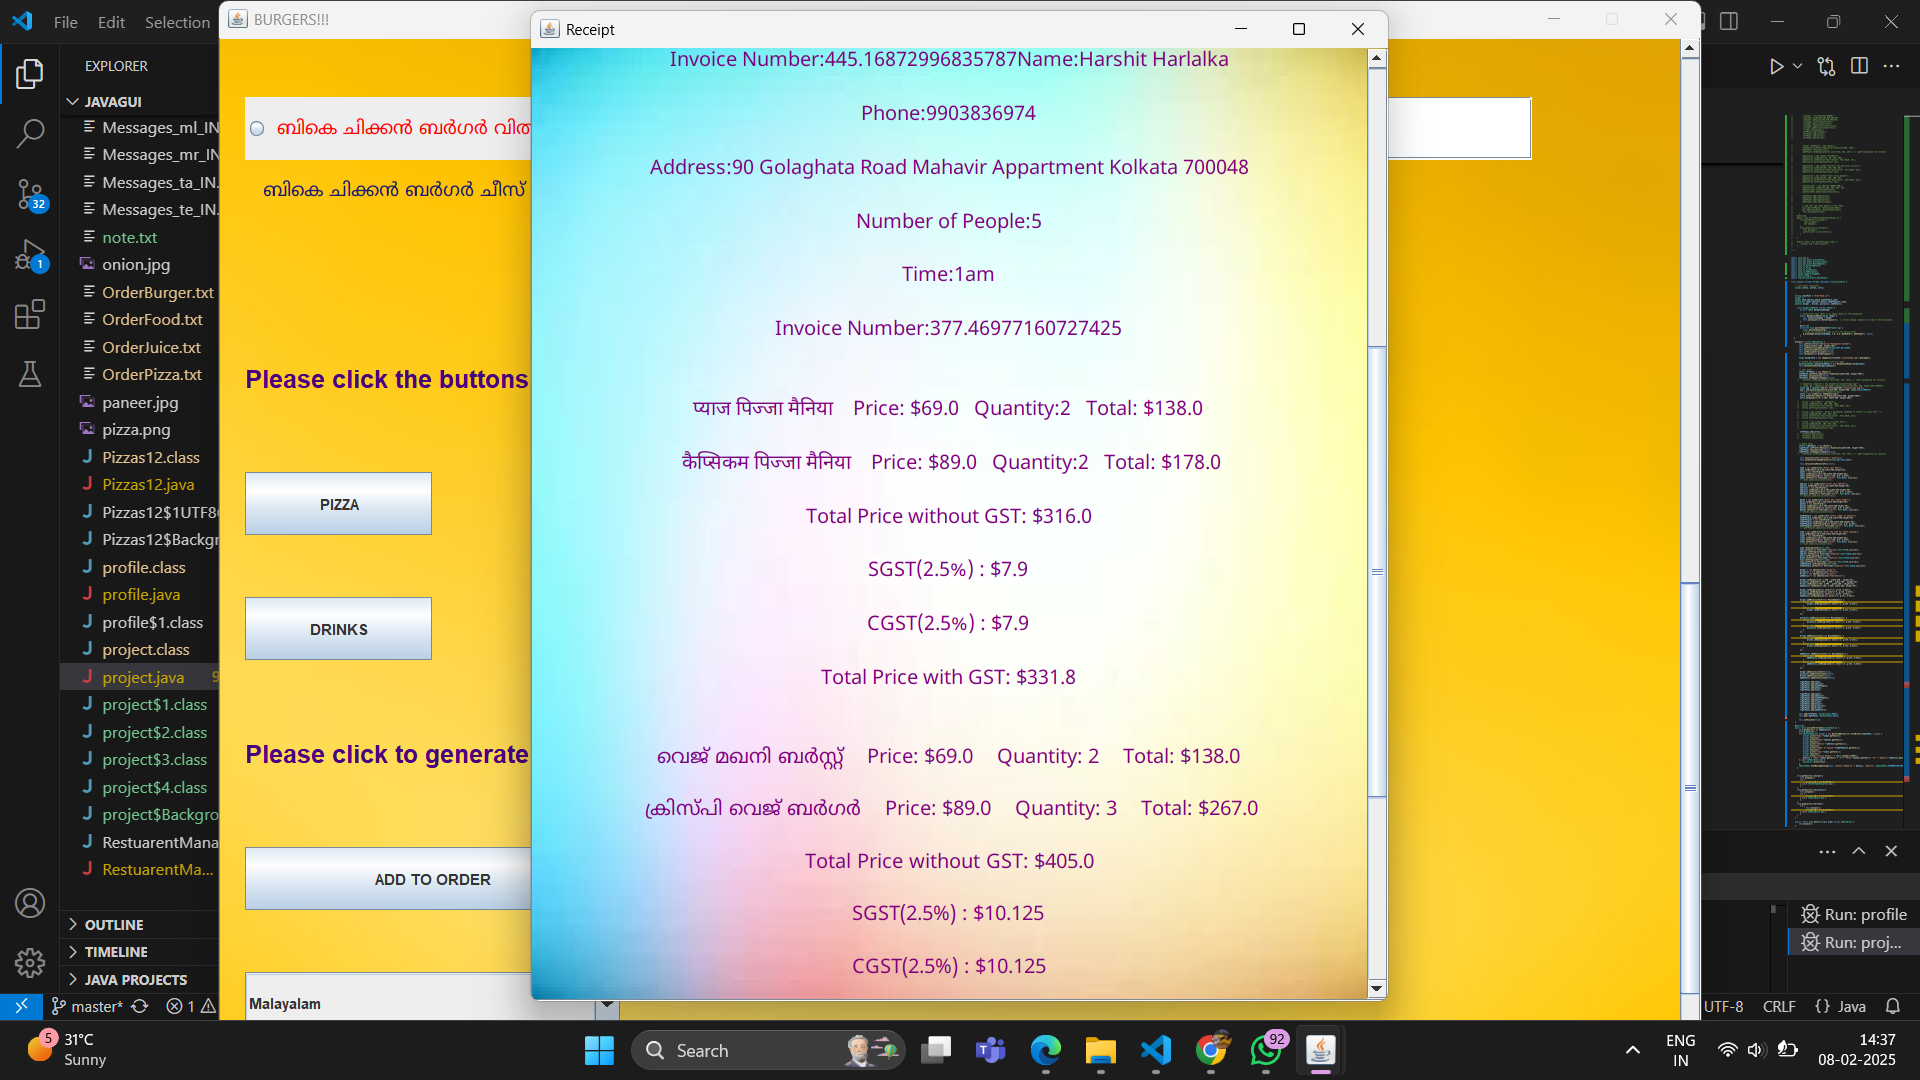 File Edit Selection
BURGERS!!!
Receipt
EXPLORER
JAVAGUI
Messages_ml_IN
Messages_mr_IN
Messages_ta_IN.
Messages_te_IN.
note.txt
onion.jpg
OrderBurger.txt
OrderFood.txt
OrderJuice.txt
OrderPizza.txt
paneer.jpg
pizza.png
Pizzas12.class
Pizzas12.java
Pizzas12$1UTF8
Pizzas12$Backgr
profile.class
profile.java
profile$1.class
project.class
project.java 9
project$1.class
project$2.class
project$3.class
project$4.class
project$Backgro
RestuarentMana
RestuarentMa...
OUTLINE
TIMELINE
JAVA PROJECTS
32
1
ബികെ ചിക്കൻ ബർഗർ വിത
ബികെ ചിക്കൻ ബർഗർ ചീസ്
Please click the buttons
PIZZA
DRINKS
Please click to generate
ADD TO ORDER
Malayalam
Invoice Number:445.16872996835787Name:Harshit Harlalka
Phone:9903836974
Address:90 Golaghata Road Mahavir Appartment Kolkata 700048
Number of People:5
Time:1am
Invoice Number:377.46977160727425
प्याज पिज्जा मैनिया Price: $69.0 Quantity:2 Total: $138.0
कैप्सिकम पिज्जा मैनिया Price: $89.0 Quantity:2 Total: $178.0
Total Price without GST: $316.0
SGST(2.5%) : $7.9
CGST(2.5%) : $7.9
Total Price with GST: $331.8
വെജ് മഖനി ബർസ്റ്റ് Price: $69.0 Quantity: 2 Total: $138.0
ക്രിസ്പി വെജ് ബർഗർ Price: $89.0 Quantity: 3 Total: $267.0
Total Price without GST: $405.0
SGST(2.5%) : $10.125
CGST(2.5%) : $10.125
Run: profile
Run: proj...
master* 1
UTF-8 CRLF {} Java
5
31°C
Sunny
Search
92
ENG
IN
14:37
08-02-2025